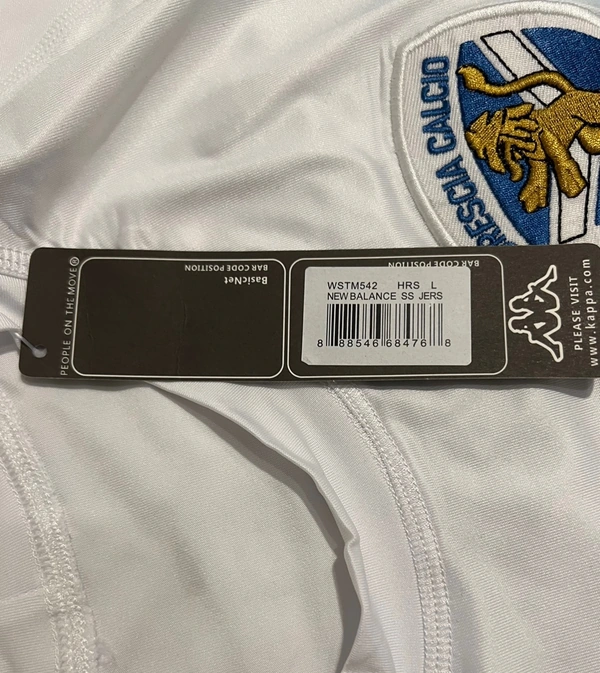 BRESCIA CALCIO
PEOPLE ON THE MOVE®
BAR CODE POSITION
BasicNet
BAR CODE POSITION
WSTM542 HRS L
NEW BALANCE SS JERS
8 88546 68476 8
PLEASE VISIT
www.kappa.com